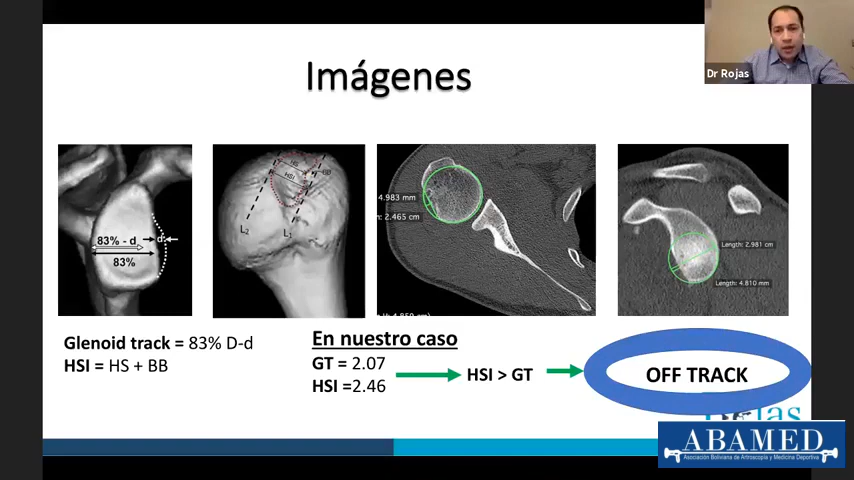 Dr Rojas
Imágenes
83% - d
d
83%
HS
BB
HSI
L2
L1
4.983 mm
2.465 cm
Length: 2.981 cm
Length: 4.810 mm
Glenoid track = 83% D-d
HSI = HS + BB
En nuestro caso
GT = 2.07
HSI =2.46
HSI > GT
OFF TRACK
ABAMED
Asociación Boliviana de Artroscopía y Medicina Deportiva